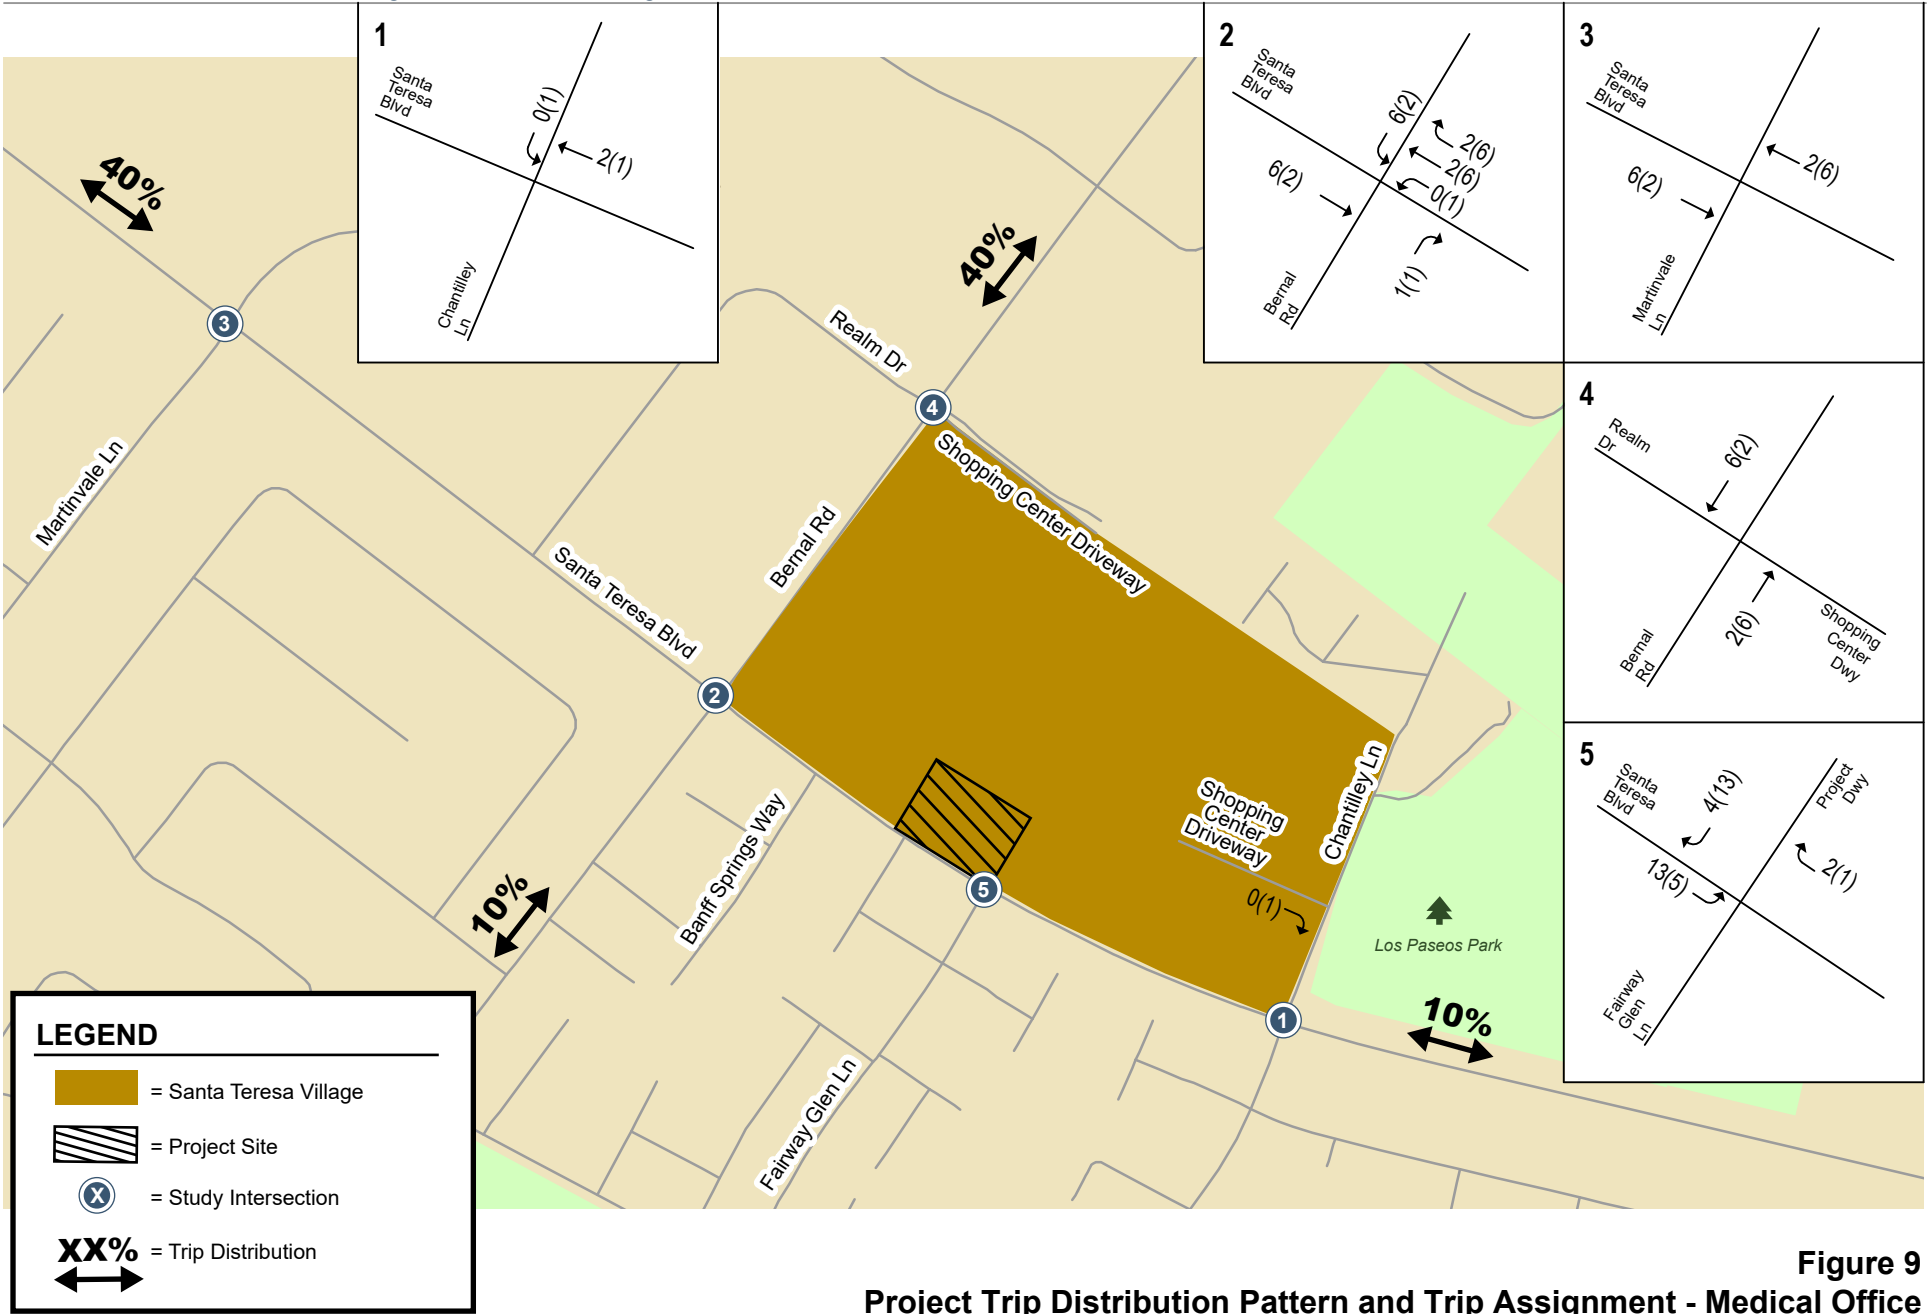 1
Santa
Teresa
Blvd
0(1)
2(1)
Chantilley
Ln
2
Santa
Teresa
Blvd
6(2)
2(6)
2(6)
0(1)
6(2)
1(1)
Bernal
Rd
3
Santa
Teresa
Blvd
2(6)
6(2)
Martinvale
Ln
4
Realm
Dr
6(2)
2(6)
Bernal
Rd
Shopping
Center
Dwy
5
Santa
Teresa
Blvd
4(13)
Project
Dwy
13(5)
2(1)
Fairway
Glen
Ln
40%
40%
3
Realm Dr
4
Shopping Center Driveway
Martinvale Ln
Bernal Rd
Santa Teresa Blvd
2
Banff Springs Way
Shopping
Center
Driveway
Chantilley Ln
0(1)
5
10%
Los Paseos Park
1
10%
Fairway Glen Ln
LEGEND
= Santa Teresa Village
= Project Site
X
= Study Intersection
XX%
= Trip Distribution
Figure 9
Project Trip Distribution Pattern and Trip Assignment - Medical Office